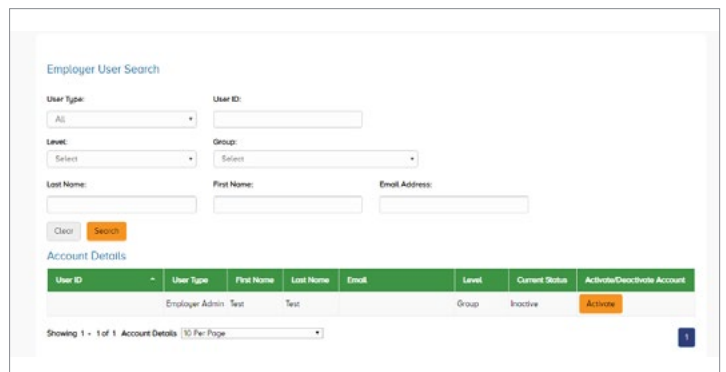 Employer User Search
User Type: User ID:
All
Level: Group:
Select Select
Last Name: First Name: Email Address:
Clear Search
Account Details
User ID User Type First Name Last Name Email Level Current Status Activate/Deactivate Account
Employer Admin Test Test Group Inactive Activate
Showing 1 - 1 of 1 Account Details 10 Per Page 1